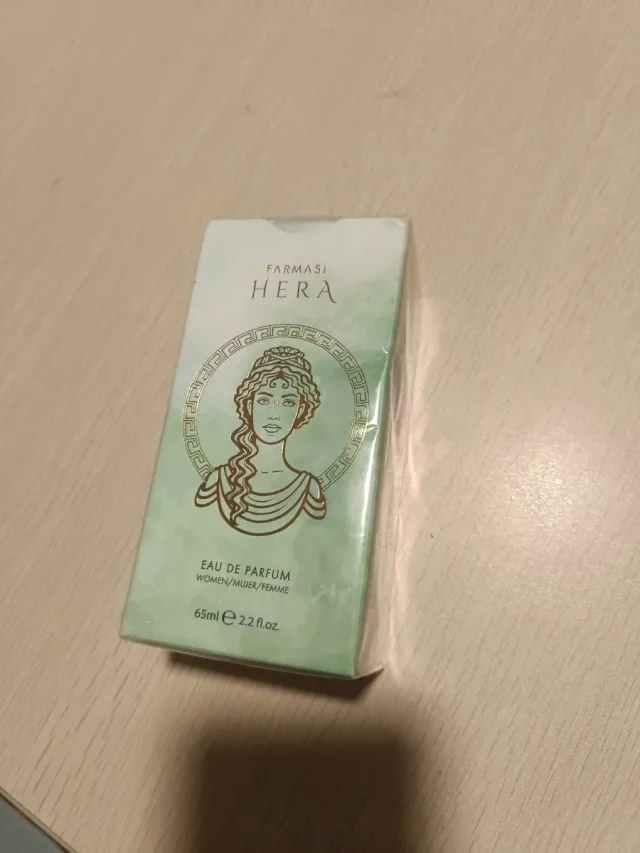 FARMASI
HERA
EAU DE PARFUM
WOMEN/MUJER/FEMME
65ml ℮ 2.2 fl.oz.